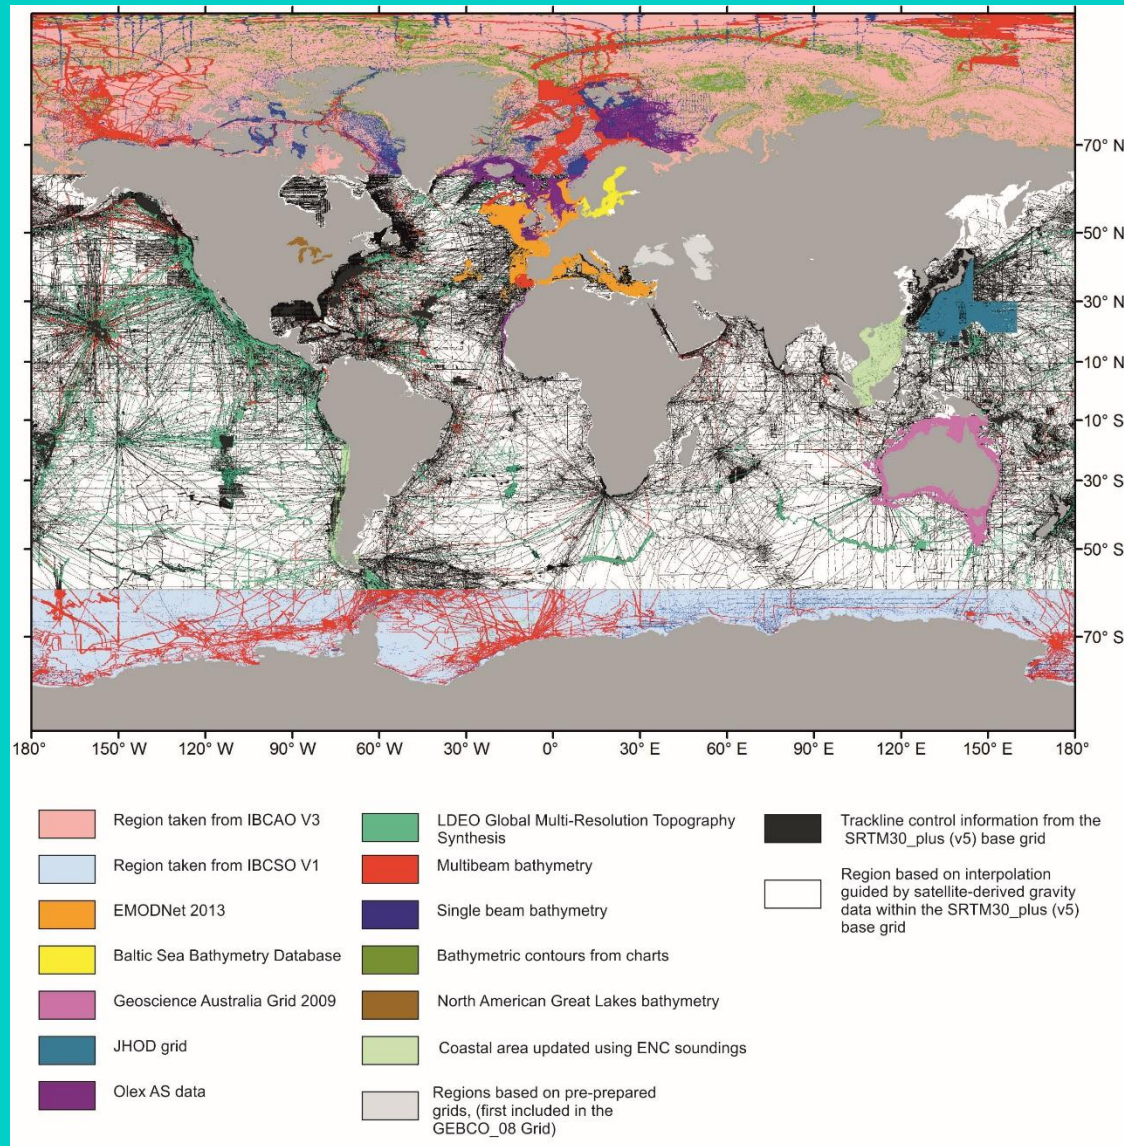 70° N
50° N
30° N
10° N
10° S
30° S
50° S
70° S
180° 150° W 120° W 90° W 60° W 30° W 0° 30° E 60° E 90° E 120° E 150° E 180°
Region taken from IBCAO V3
Region taken from IBCSO V1
EMODNet 2013
Baltic Sea Bathymetry Database
Geoscience Australia Grid 2009
JHOD grid
Olex AS data
LDEO Global Multi-Resolution Topography
Synthesis
Multibeam bathymetry
Single beam bathymetry
Bathymetric contours from charts
North American Great Lakes bathymetry
Coastal area updated using ENC soundings
Regions based on pre-prepared
grids, (first included in the
GEBCO_08 Grid)
Trackline control information from the
SRTM30_plus (v5) base grid
Region based on interpolation
guided by satellite-derived gravity
data within the SRTM30_plus (v5)
base grid